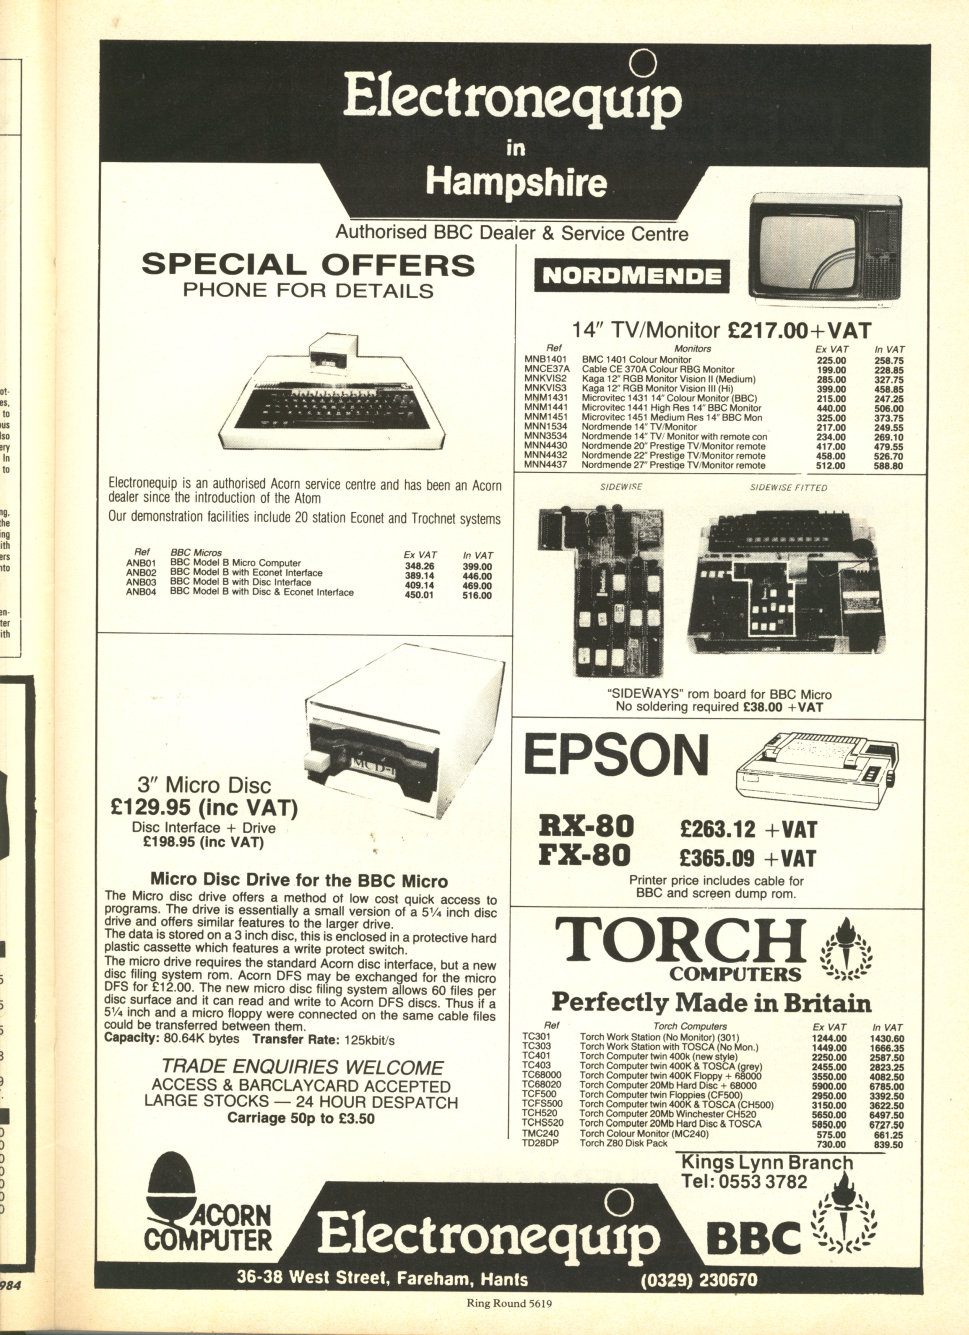 Electronequip
in
Hampshire
Authorised BBC Dealer & Service Centre
SPECIAL OFFERS
PHONE FOR DETAILS
Electronequip is an authorised Acorn service centre and has been an Acorn
dealer since the introduction of the Atom
Our demonstration facilities include 20 station Econet and Trochnet systems
Ref BBC Micros Ex VAT In VAT
ANB01 BBC Model B Micro Computer 348.26 399.00
ANB02 BBC Model B with Econet Interface 389.14 446.00
ANB03 BBC Model B with Disc Interface 409.14 469.00
ANB04 BBC Model B with Disc & Econet Interface 450.01 516.00
MCD-1
3″ Micro Disc
£129.95 (inc VAT)
Disc Interface + Drive
£198.95 (inc VAT)
Micro Disc Drive for the BBC Micro
The Micro disc drive offers a method of low cost quick access to
programs. The drive is essentially a small version of a 5¼ inch disc
drive and offers similar features to the larger drive.
The data is stored on a 3 inch disc, this is enclosed in a protective hard
plastic cassette which features a write protect switch.
The micro drive requires the standard Acorn disc interface, but a new
disc filing system rom. Acorn DFS may be exchanged for the micro
DFS for £12.00. The new micro disc filing system allows 60 files per
disc surface and it can read and write to Acorn DFS discs. Thus if a
5¼ inch and a micro floppy were connected on the same cable files
could be transferred between them.
Capacity: 80.64K bytes Transfer Rate: 125kbit/s
TRADE ENQUIRIES WELCOME
ACCESS & BARCLAYCARD ACCEPTED
LARGE STOCKS — 24 HOUR DESPATCH
Carriage 50p to £3.50
NORDMENDE
14″ TV/Monitor £217.00+VAT
Ref Monitors Ex VAT In VAT
MNB1401 BMC 1401 Colour Monitor 225.00 258.75
MNCE37A Cable CE 370A Colour RBG Monitor 199.00 228.85
MNKVIS2 Kaga 12″ RGB Monitor Vision II (Medium) 285.00 327.75
MNKVIS3 Kaga 12″ RGB Monitor Vision III (Hi) 399.00 458.85
MNM1431 Microvitec 1431 14″ Colour Monitor (BBC) 215.00 247.25
MNM1441 Microvitec 1441 High Res 14″ BBC Monitor 440.00 506.00
MNM1451 Microvitec 1451 Medium Res 14″ BBC Mon 325.00 373.75
MNN1534 Nordmende 14″ TV/Monitor 217.00 249.55
MNN3534 Nordmende 14″ TV/ Monitor with remote con 234.00 269.10
MNN4430 Nordmende 20″ Prestige TV/Monitor remote 417.00 479.55
MNN4432 Nordmende 22″ Prestige TV/Monitor remote 458.00 526.70
MNN4437 Nordmende 27″ Prestige TV/Monitor remote 512.00 588.80
SIDEWISE SIDEWISE FITTED
"SIDEWAYS" rom board for BBC Micro
No soldering required £38.00 +VAT
EPSON
RX-80 £263.12 +VAT
FX-80 £365.09 +VAT
Printer price includes cable for
BBC and screen dump rom.
TORCH
COMPUTERS
Perfectly Made in Britain
Ref Torch Computers Ex VAT In VAT
TC301 Torch Work Station (No Monitor) (301) 1244.00 1430.60
TC303 Torch Work Station with TOSCA (No Mon.) 1449.00 1666.35
TC401 Torch Computer twin 400k (new style) 2250.00 2587.50
TC403 Torch Computer twin 400K & TOSCA (grey) 2455.00 2823.25
TC68000 Torch Computer twin 400K Floppy + 68000 3550.00 4082.50
TC68020 Torch Computer 20Mb Hard Disc + 68000 5900.00 6785.00
TCF500 Torch Computer twin Floppies (CF500) 2950.00 3392.50
TCFS500 Torch Computer twin 400K & TOSCA (CH500) 3150.00 3622.50
TCH520 Torch Computer 20Mb Winchester CH520 5650.00 6497.50
TCHS520 Torch Computer 20Mb Hard Disc & TOSCA 5850.00 6727.50
TMC240 Torch Colour Monitor (MC240) 575.00 661.25
TD28DP Torch Z80 Disk Pack 730.00 839.50
Kings Lynn Branch
Tel: 0553 3782
ACORN
COMPUTER
Electronequip
BBC
36-38 West Street, Fareham, Hants (0329) 230670
Ring Round 5619
984